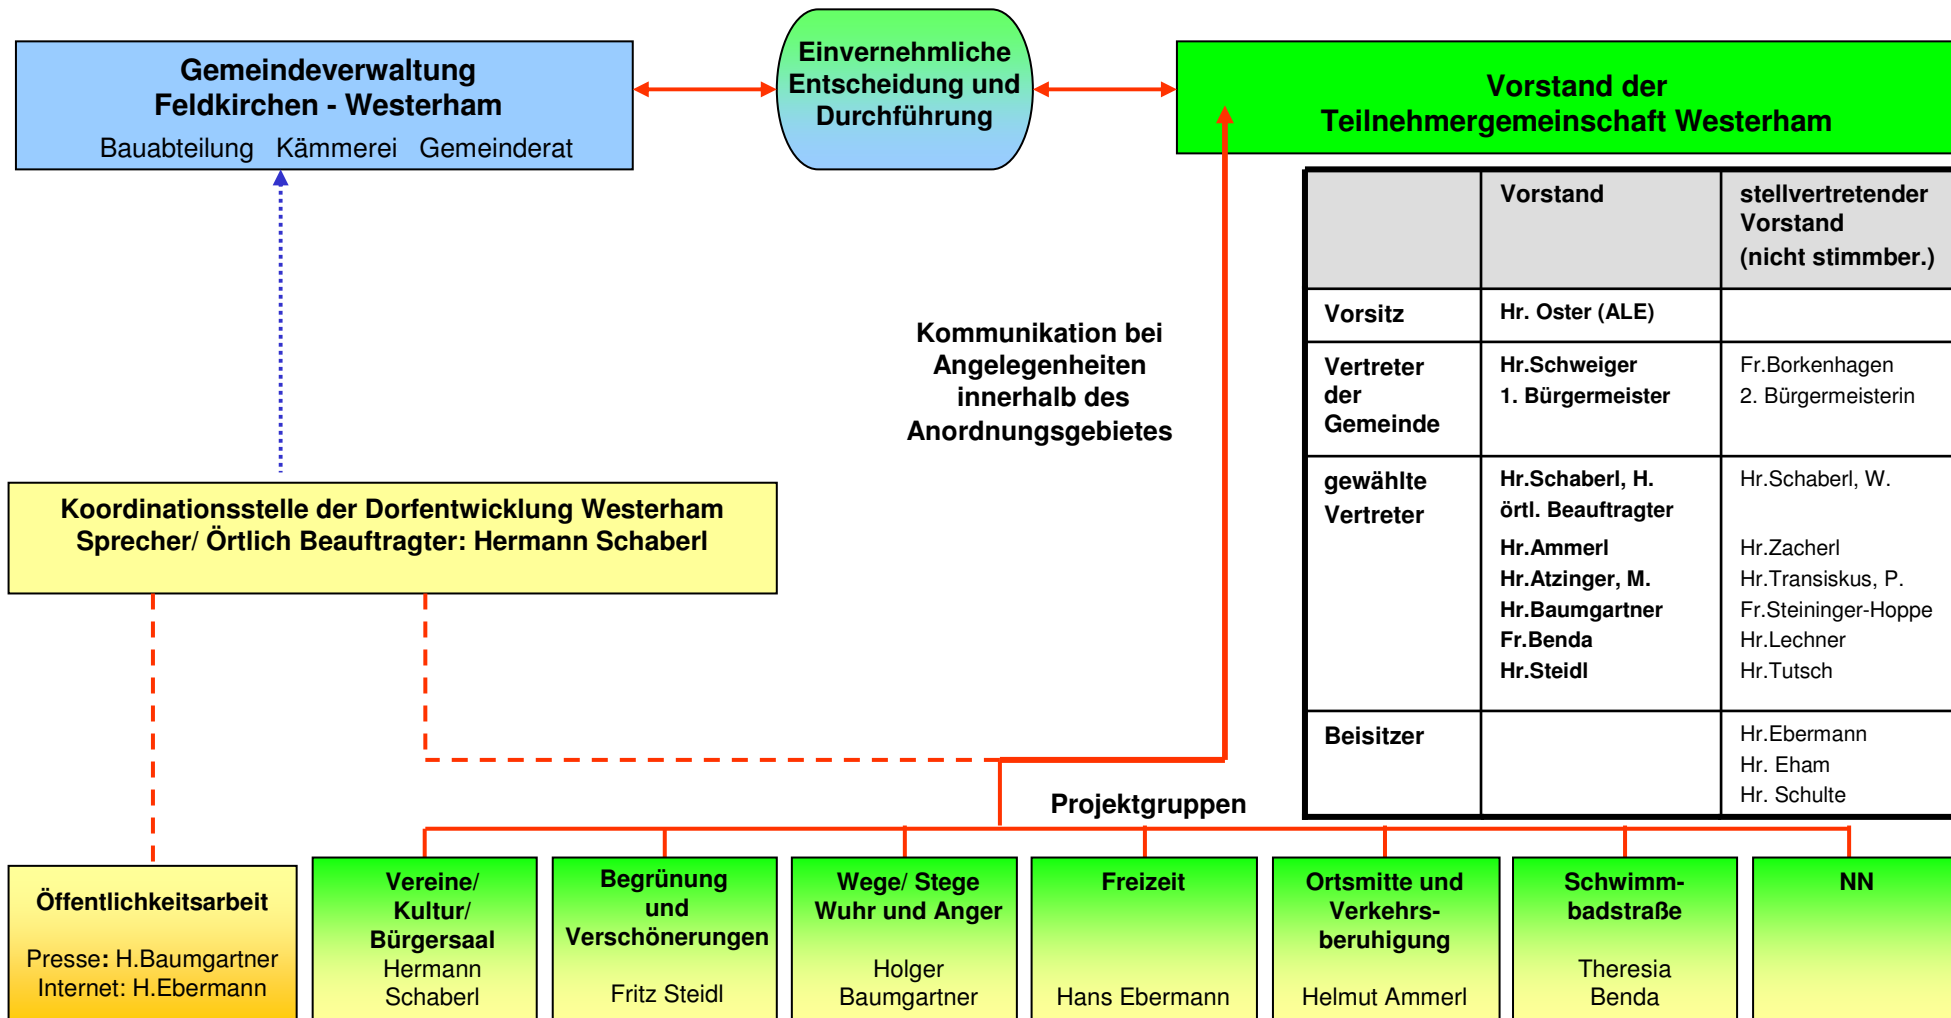 Gemeindeverwaltung
Feldkirchen - Westerham
Bauabteilung Kämmerei Gemeinderat
Einvernehmliche
Entscheidung und
Durchführung
Vorstand der
Teilnehmergemeinschaft Westerham
Vorstand
stellvertretender
Vorstand
(nicht stimmber.)
Vorsitz
Hr. Oster (ALE)
Vertreter
der
Gemeinde
Hr.Schweiger
1. Bürgermeister
Fr.Borkenhagen
2. Bürgermeisterin
gewählte
Vertreter
Hr.Schaberl, H.
örtl. Beauftragter
Hr.Ammerl
Hr.Atzinger, M.
Hr.Baumgartner
Fr.Benda
Hr.Steidl
Hr.Schaberl, W.
Hr.Zacherl
Hr.Transiskus, P.
Fr.Steininger-Hoppe
Hr.Lechner
Hr.Tutsch
Beisitzer
Hr.Ebermann
Hr. Eham
Hr. Schulte
Kommunikation bei
Angelegenheiten
innerhalb des
Anordnungsgebietes
Koordinationsstelle der Dorfentwicklung Westerham
Sprecher/ Örtlich Beauftragter: Hermann Schaberl
Projektgruppen
Öffentlichkeitsarbeit
Presse: H.Baumgartner
Internet: H.Ebermann
Vereine/
Kultur/
Bürgersaal
Hermann
Schaberl
Begrünung
und
Verschönerungen
Fritz Steidl
Wege/ Stege
Wuhr und Anger
Holger
Baumgartner
Freizeit
Hans Ebermann
Ortsmitte und
Verkehrs-
beruhigung
Helmut Ammerl
Schwimm-
badstraße
Theresia
Benda
NN